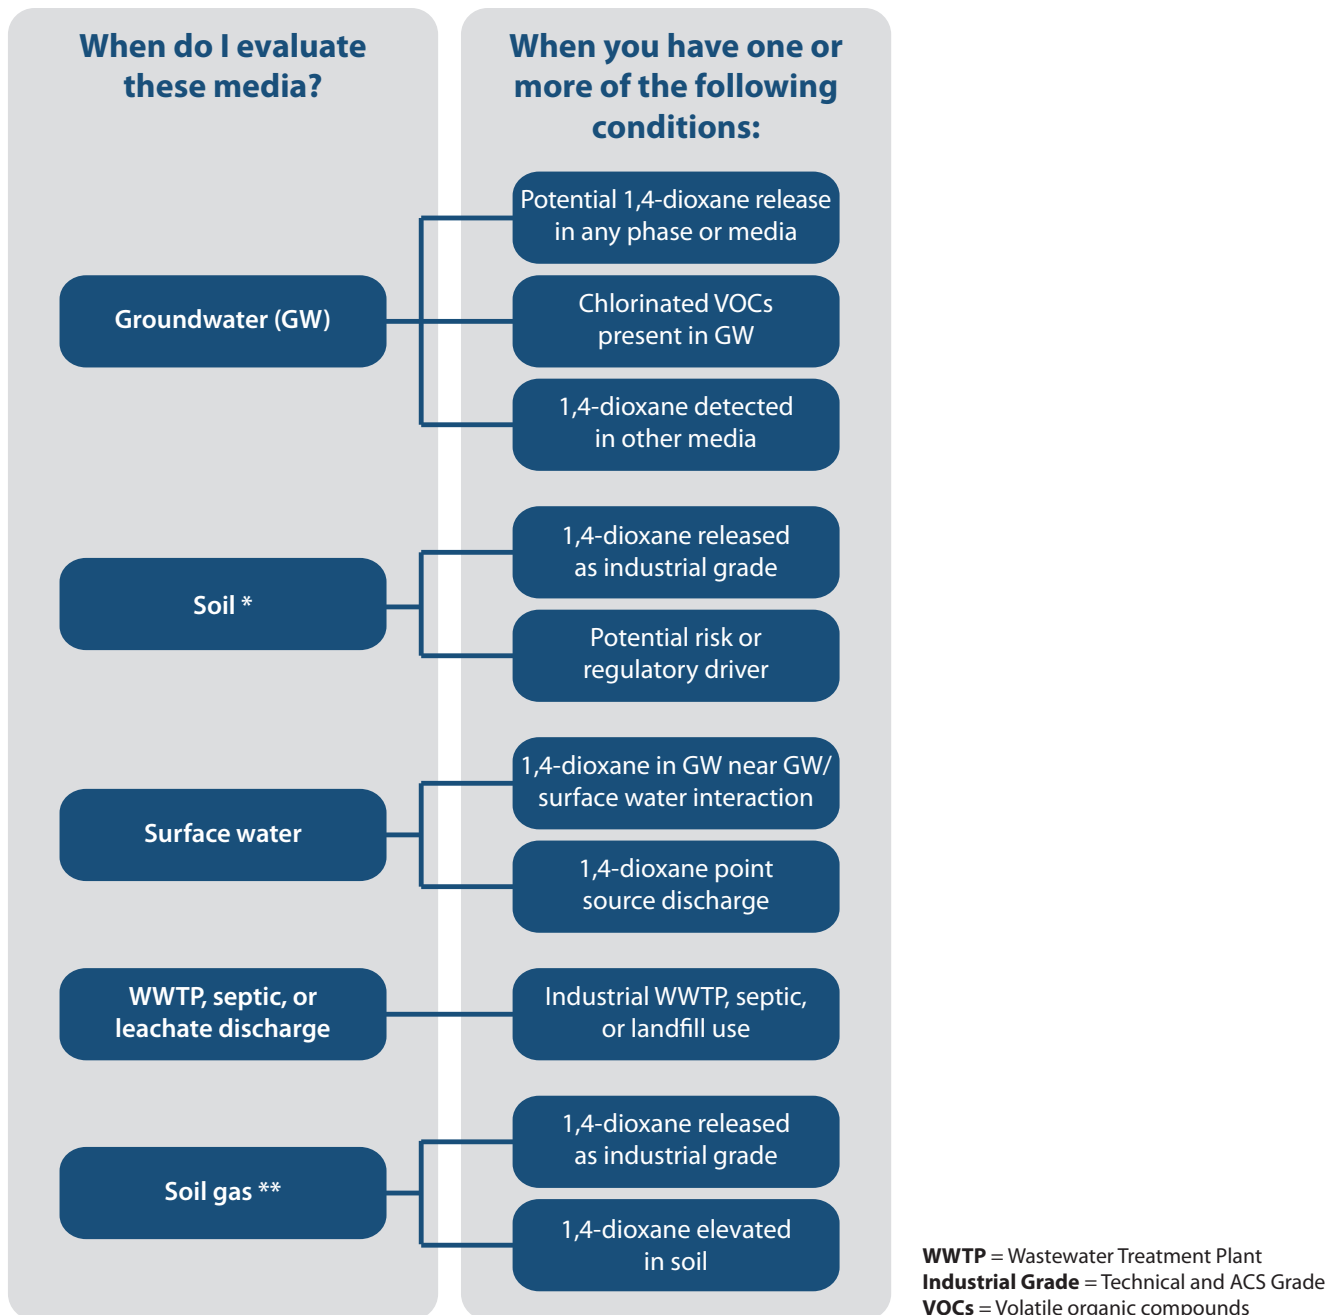 When do I evaluate
these media?
When you have one or
more of the following
conditions:
Groundwater (GW)
Potential 1,4-dioxane release
in any phase or media
Chlorinated VOCs
present in GW
1,4-dioxane detected
in other media
Soil *
1,4-dioxane released
as industrial grade
Potential risk or
regulatory driver
Surface water
1,4-dioxane in GW near GW/
surface water interaction
1,4-dioxane point
source discharge
WWTP, septic, or
leachate discharge
Industrial WWTP, septic,
or landfill use
Soil gas **
1,4-dioxane released
as industrial grade
1,4-dioxane elevated
in soil
WWTP = Wastewater Treatment Plant
Industrial Grade = Technical and ACS Grade
VOCs = Volatile organic compounds